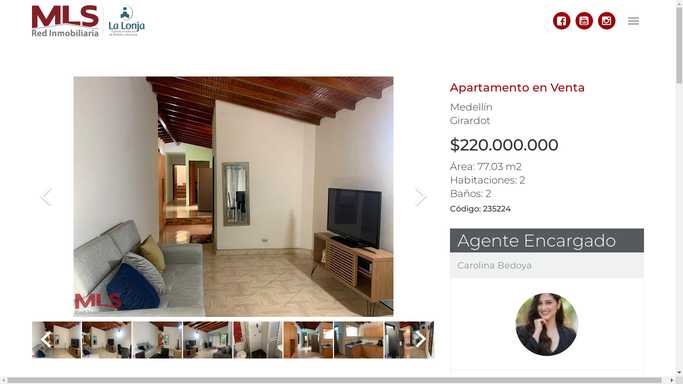 MLS
Red Inmobiliaria
La Lonja
Apartamento en Venta
Medellín
Girardot
$220.000.000
Área: 77.03 m2
Habitaciones: 2
Baños: 2
Código: 235224
Agente Encargado
Carolina Bedoya
MLS